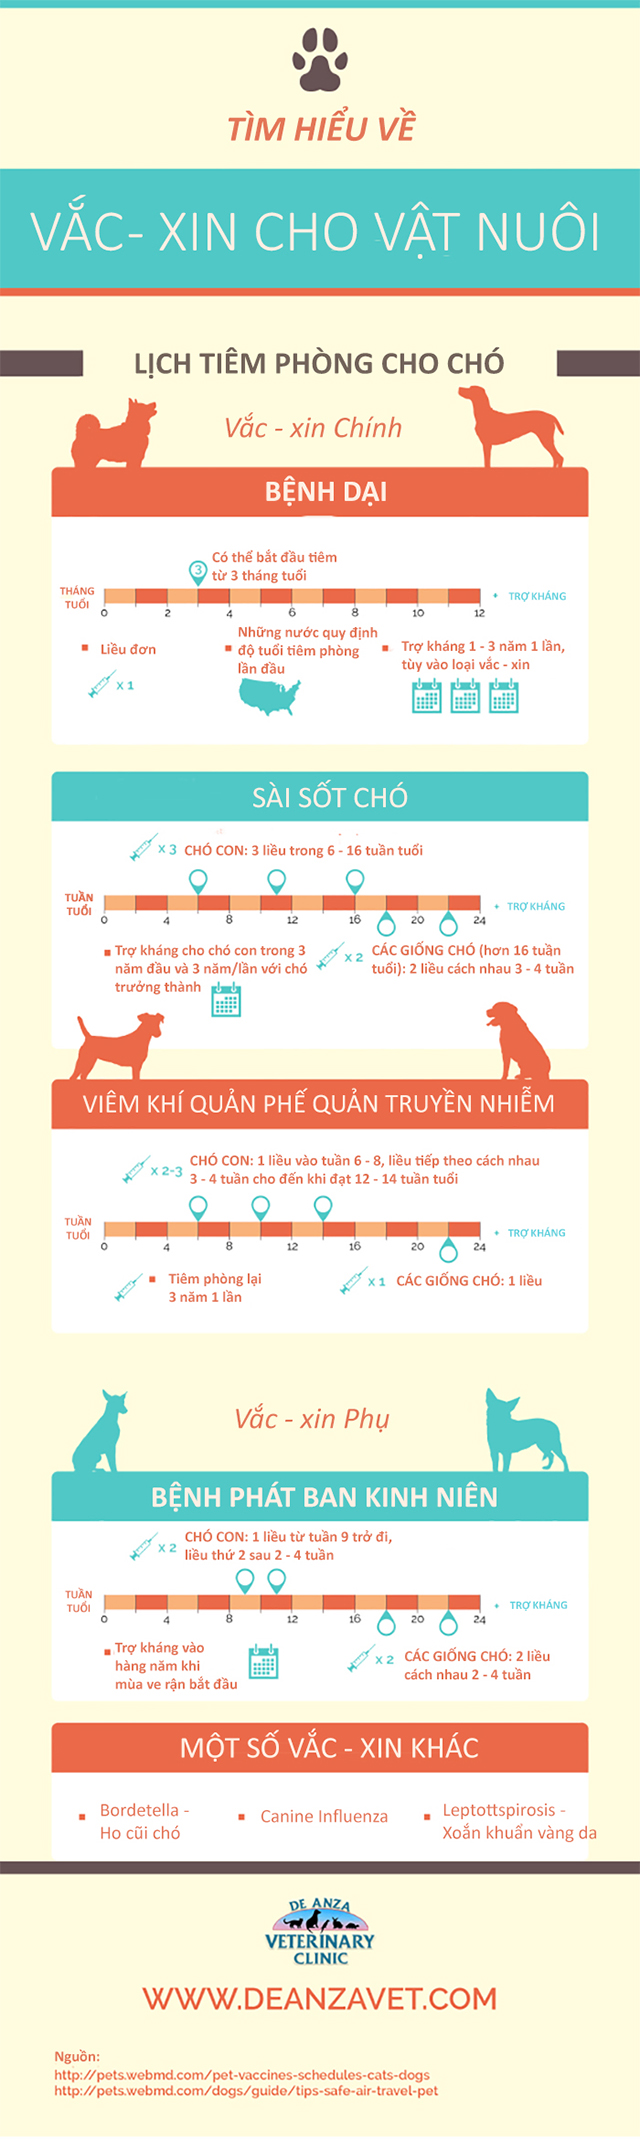 TÌM HIỂU VỀ
VẮC- XIN CHO VẬT NUÔI
LỊCH TIÊM PHÒNG CHO CHÓ
Vắc - xin Chính
BỆNH DẠI
3
Có thể bắt đầu tiêm
từ 3 tháng tuổi
THÁNG
TUỔI
0 2 4 6 8 10 12
+ TRỢ KHÁNG
Liều đơn
x 1
Những nước quy định
độ tuổi tiêm phòng
lần đầu
Trợ kháng 1 - 3 năm 1 lần,
tùy vào loại vắc - xin
SÀI SỐT CHÓ
x 3 CHÓ CON: 3 liều trong 6 - 16 tuần tuổi
TUẦN
TUỔI
0 4 8 12 16 20 24
+ TRỢ KHÁNG
Trợ kháng cho chó con trong 3
năm đầu và 3 năm/lần với chó
trưởng thành
x 2
CÁC GIỐNG CHÓ (hơn 16 tuần
tuổi): 2 liều cách nhau 3 - 4 tuần
VIÊM KHÍ QUẢN PHẾ QUẢN TRUYỀN NHIỄM
x 2-3
CHÓ CON: 1 liều vào tuần 6 - 8, liều tiếp theo cách nhau
3 - 4 tuần cho đến khi đạt 12 - 14 tuần tuổi
TUẦN
TUỔI
0 4 8 12 16 20 24
+ TRỢ KHÁNG
Tiêm phòng lại
3 năm 1 lần
x 1 CÁC GIỐNG CHÓ: 1 liều
Vắc - xin Phụ
BỆNH PHÁT BAN KINH NIÊN
x 2
CHÓ CON: 1 liều từ tuần 9 trở đi,
liều thứ 2 sau 2 - 4 tuần
TUẦN
TUỔI
0 4 8 12 16 20 24
+ TRỢ KHÁNG
Trợ kháng vào
hàng năm khi
mùa ve rận bắt đầu
x 2
CÁC GIỐNG CHÓ: 2 liều
cách nhau 2 - 4 tuần
MỘT SỐ VẮC - XIN KHÁC
Bordetella -
Ho cũi chó
Canine Influenza
Leptottspirosis -
Xoắn khuẩn vàng da
DE ANZA
VETERINARY
CLINIC
WWW.DEANZAVET.COM
Nguồn:
http://pets.webmd.com/pet-vaccines-schedules-cats-dogs
http://pets.webmd.com/dogs/guide/tips-safe-air-travel-pet